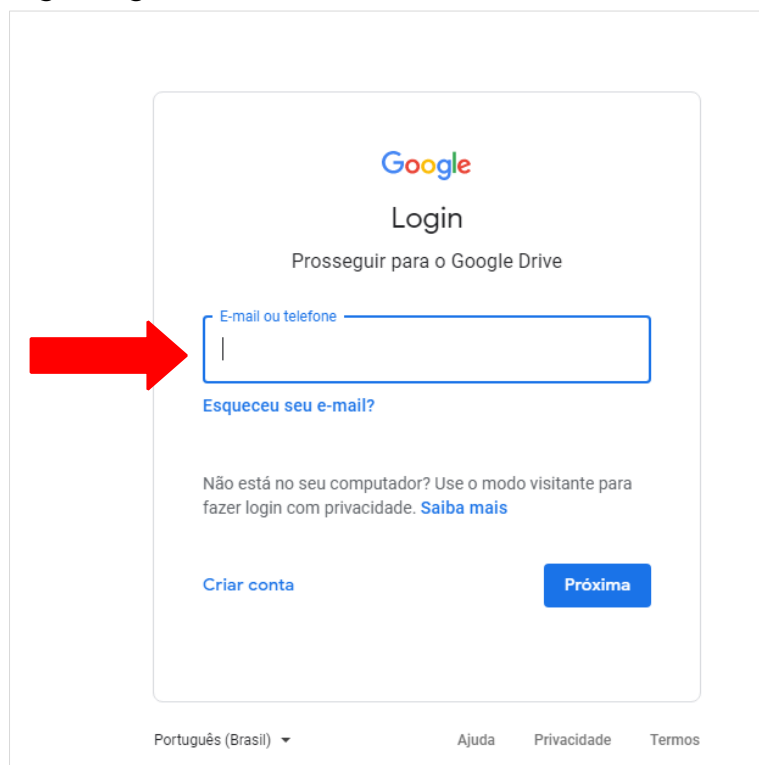 Google
Login
Prosseguir para o Google Drive
E-mail ou telefone
Esqueceu seu e-mail?
Não está no seu computador? Use o modo visitante para
fazer login com privacidade. Saiba mais
Criar conta
Próxima
Português (Brasil)
Ajuda
Privacidade
Termos